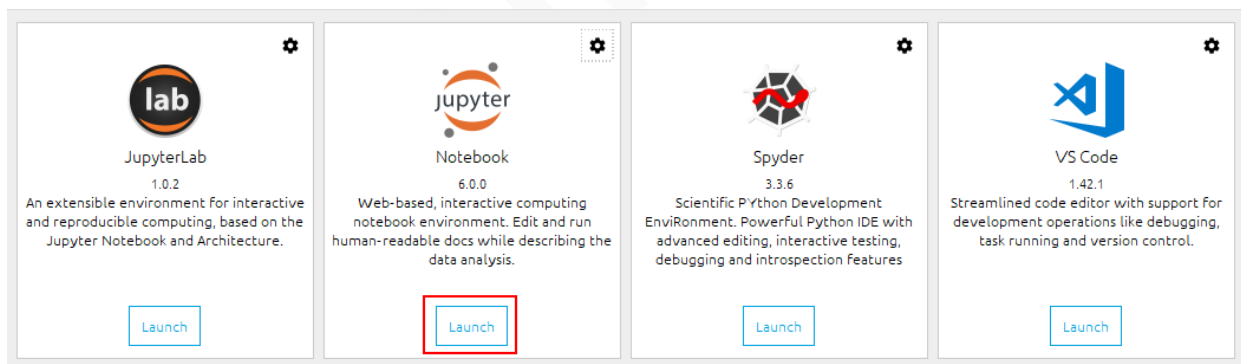 lab
JupyterLab
1.0.2
An extensible environment for interactive
and reproducible computing, based on the
Jupyter Notebook and Architecture.
Launch
jupyter
Notebook
6.0.0
Web-based, interactive computing
notebook environment. Edit and run
human-readable docs while describing the
data analysis.
Launch
Spyder
3.3.6
Scientific PYthon Development
EnviRonment. Powerful Python IDE with
advanced editing, interactive testing,
debugging and introspection features
Launch
VS Code
1.42.1
Streamlined code editor with support for
development operations like debugging,
task running and version control.
Launch